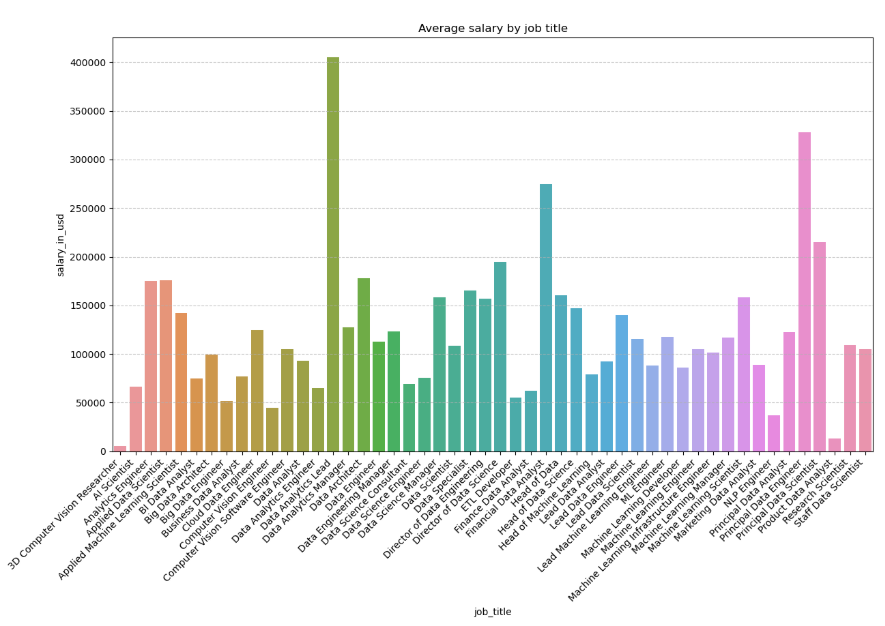 Average salary by job title
400000
350000
300000
250000
200000
150000
100000
50000
0
salary_in_usd
3D Computer Vision Researcher
AI Scientist
Analytics Engineer
Applied Data Scientist
Applied Machine Learning Scientist
BI Data Analyst
Big Data Architect
Big Data Engineer
Business Data Analyst
Cloud Data Engineer
Computer Vision Engineer
Computer Vision Software Engineer
Data Analyst
Data Analytics Engineer
Data Analytics Lead
Data Analytics Manager
Data Architect
Data Engineer
Data Engineering Manager
Data Science Consultant
Data Science Engineer
Data Science Manager
Data Scientist
Data Specialist
Director of Data Engineering
Director of Data Science
ETL Developer
Finance Data Analyst
Financial Data Analyst
Head of Data
Head of Data Science
Head of Machine Learning
Lead Data Analyst
Lead Data Engineer
Lead Data Scientist
Lead Machine Learning Engineer
ML Engineer
Machine Learning Developer
Machine Learning Engineer
Machine Learning Infrastructure Engineer
Machine Learning Manager
Machine Learning Scientist
Marketing Data Analyst
NLP Engineer
Principal Data Analyst
Principal Data Engineer
Principal Data Scientist
Product Data Analyst
Research Scientist
Staff Data Scientist
job_title